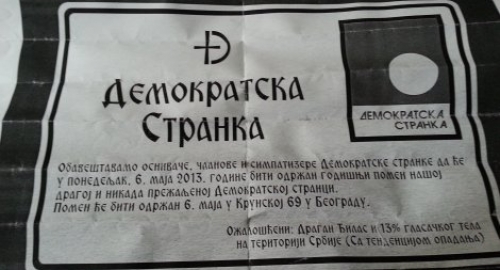 Демократска
Странка
ДЕМОКРАТСКА
СТРАНКА
Обавештавамо осниваче, чланове и симпатизере Демократске странке да ће
у понедељак, 6. маја 2013. године бити одржан годишњи помен нашој
драгој и никада прежаљеној Демократској странци.
Помен ће бити одржан 6. маја у Крунској 69 у Београду.
Ожалошћени: Драган Ђилас и 13% гласачког тела
на територији Србије (Са тенденцијом опадања)